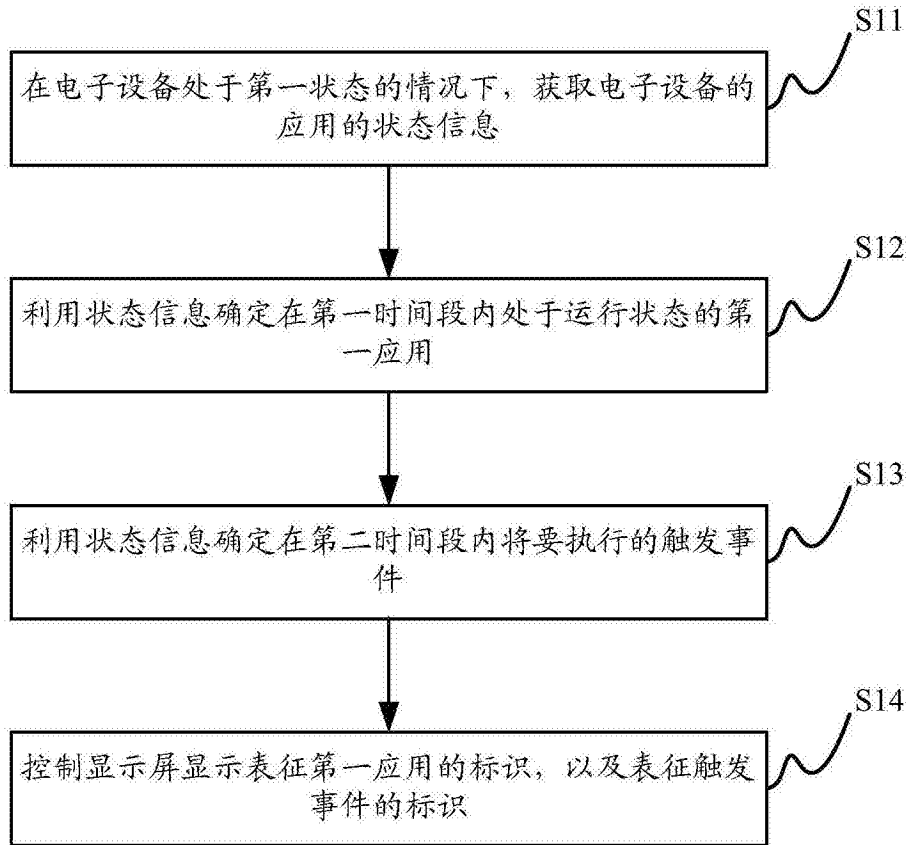 S11
在电子设备处于第一状态的情况下，获取电子设备的
应用的状态信息
S12
利用状态信息确定在第一时间段内处于运行状态的第
一应用
S13
利用状态信息确定在第二时间段内将要执行的触发事
件
S14
控制显示屏显示表征第一应用的标识，以及表征触发
事件的标识